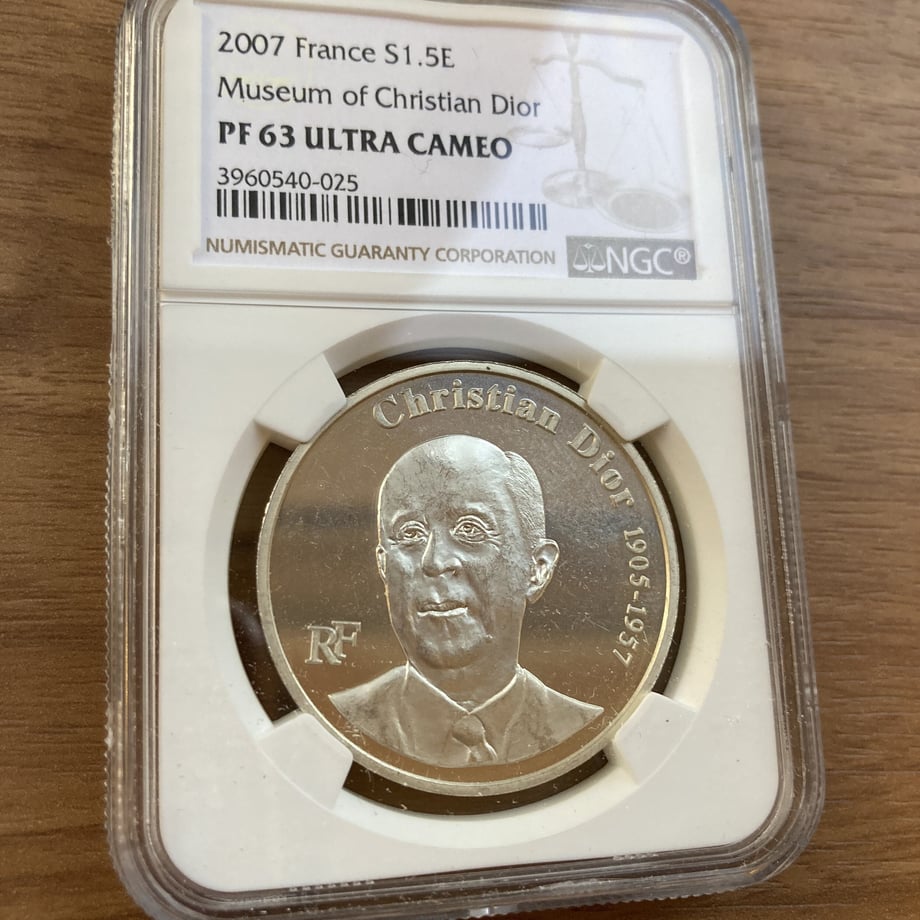 2007 France S1.5E
Museum of Christian Dior
PF 63 ULTRA CAMEO
3960540-025
NUMISMATIC GUARANTY CORPORATION
NGC®
Christian Dior 1905-1957
RF